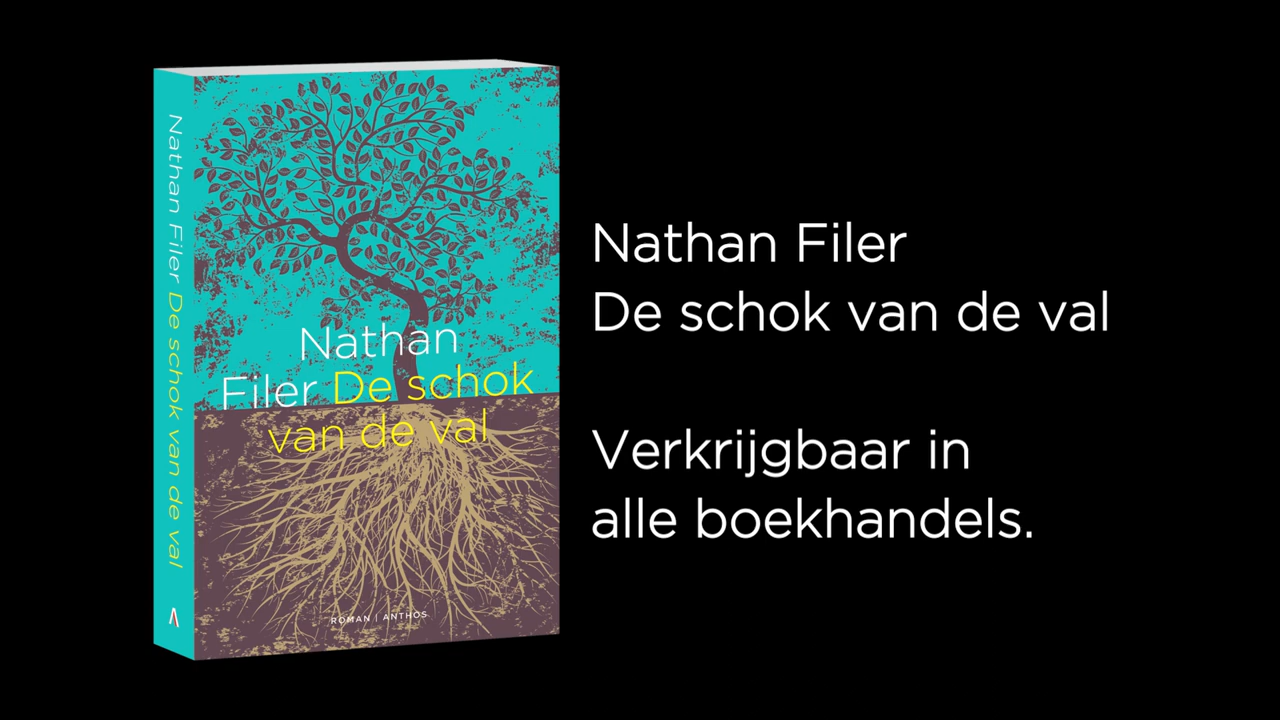 Nathan Filer De schok van de val
Nathan
Filer De schok
van de val
ROMAN | ANTHOS
Nathan Filer
De schok van de val
Verkrijgbaar in
alle boekhandels.